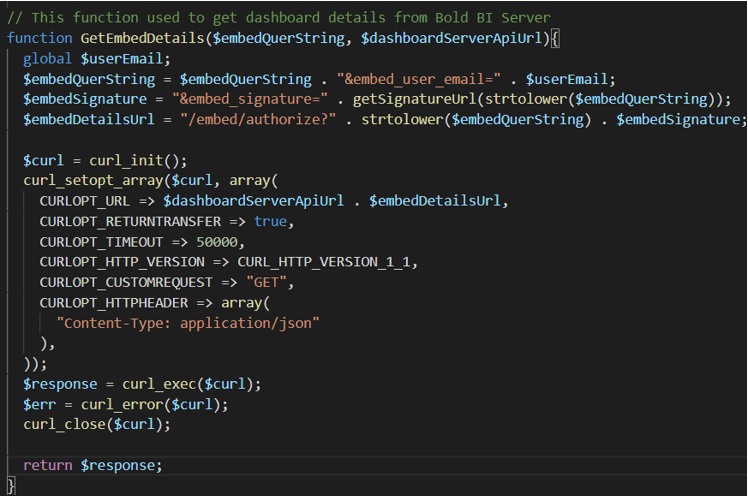 // This function used to get dashboard details from Bold BI Server
function GetEmbedDetails($embedQuerString, $dashboardServerApiUrl){
  global $userEmail;
  $embedQuerString = $embedQuerString . "&embed_user_email=" . $userEmail;
  $embedSignature = "&embed_signature=" . getSignatureUrl(strtolower($embedQuerString));
  $embedDetailsUrl = "/embed/authorize?" . strtolower($embedQuerString) . $embedSignature;

  $curl = curl_init();
  curl_setopt_array($curl, array(
    CURLOPT_URL => $dashboardServerApiUrl . $embedDetailsUrl,
    CURLOPT_RETURNTRANSFER => true,
    CURLOPT_TIMEOUT => 50000,
    CURLOPT_HTTP_VERSION => CURL_HTTP_VERSION_1_1,
    CURLOPT_CUSTOMREQUEST => "GET",
    CURLOPT_HTTPHEADER => array(
      "Content-Type: application/json"
    ),
  ));
  $response = curl_exec($curl);
  $err = curl_error($curl);
  curl_close($curl);

  return $response;
}